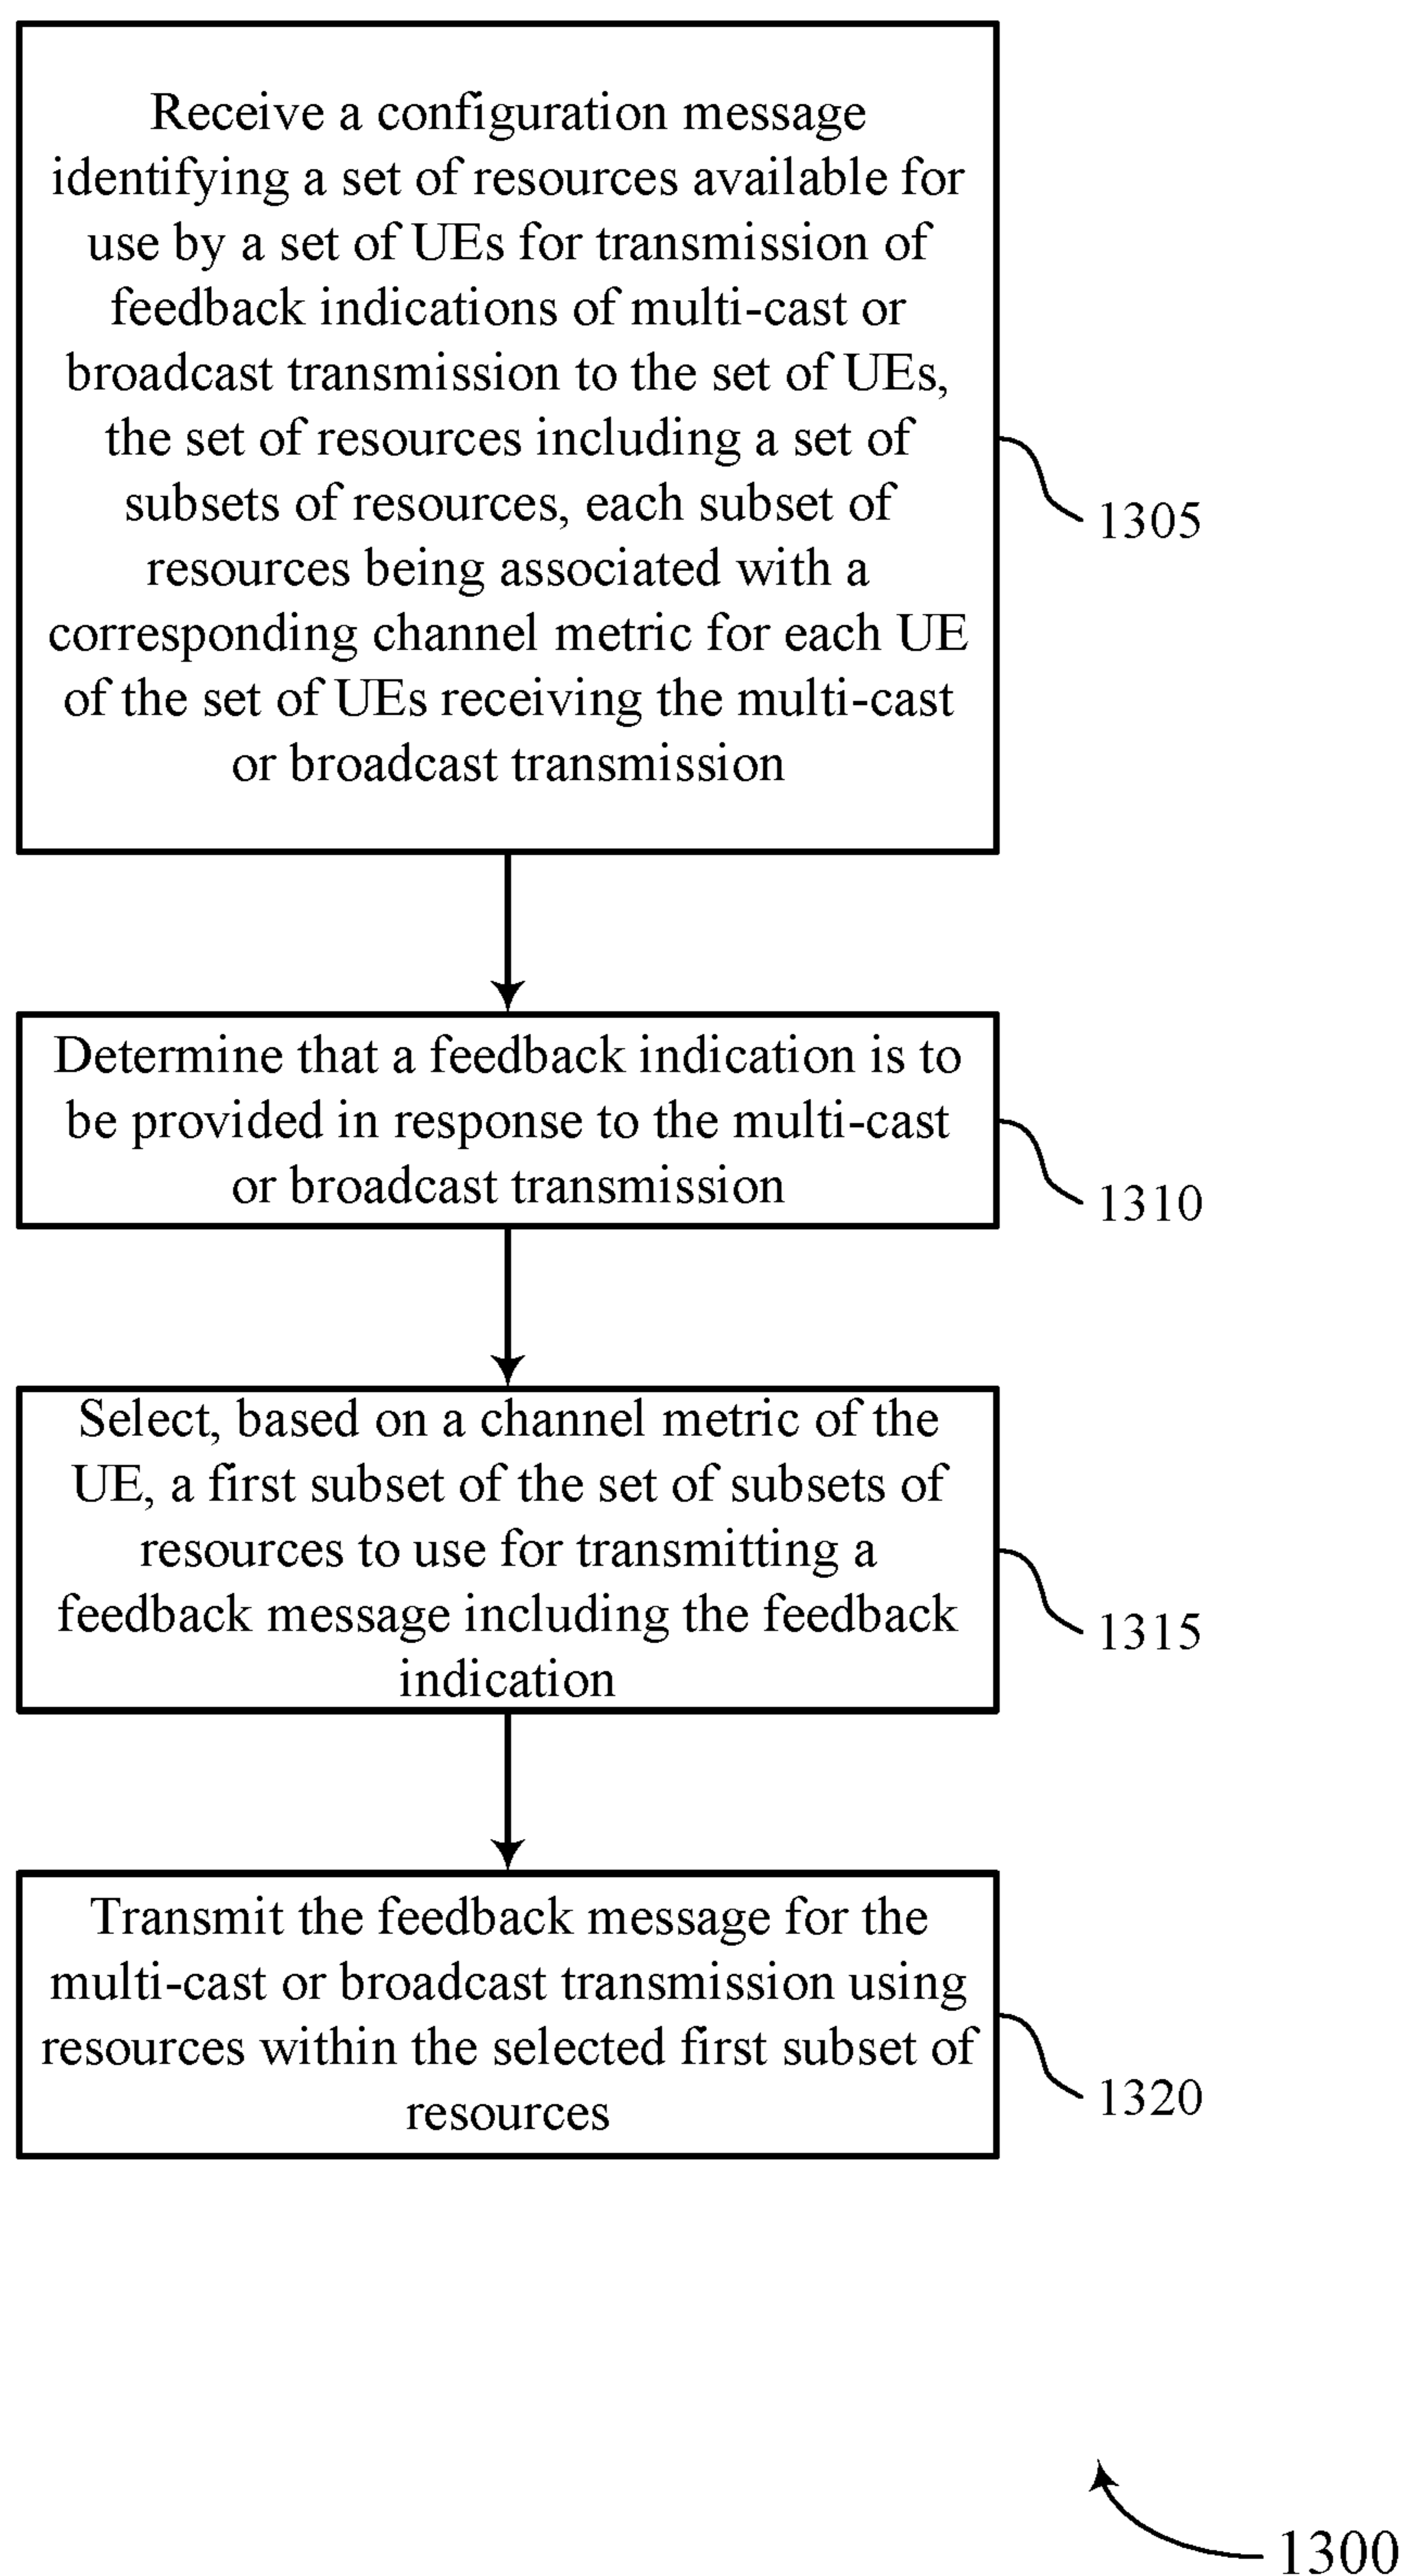 Receive a configuration message
identifying a set of resources available for
use by a set of UEs for transmission of
feedback indications of multi-cast or
broadcast transmission to the set of UEs,
the set of resources including a set of
subsets of resources, each subset of
resources being associated with a
corresponding channel metric for each UE
of the set of UEs receiving the multi-cast
or broadcast transmission
1305
Determine that a feedback indication is to
be provided in response to the multi-cast
or broadcast transmission
1310
Select, based on a channel metric of the
UE, a first subset of the set of subsets of
resources to use for transmitting a
feedback message including the feedback
indication
1315
Transmit the feedback message for the
multi-cast or broadcast transmission using
resources within the selected first subset of
resources
1320
1300